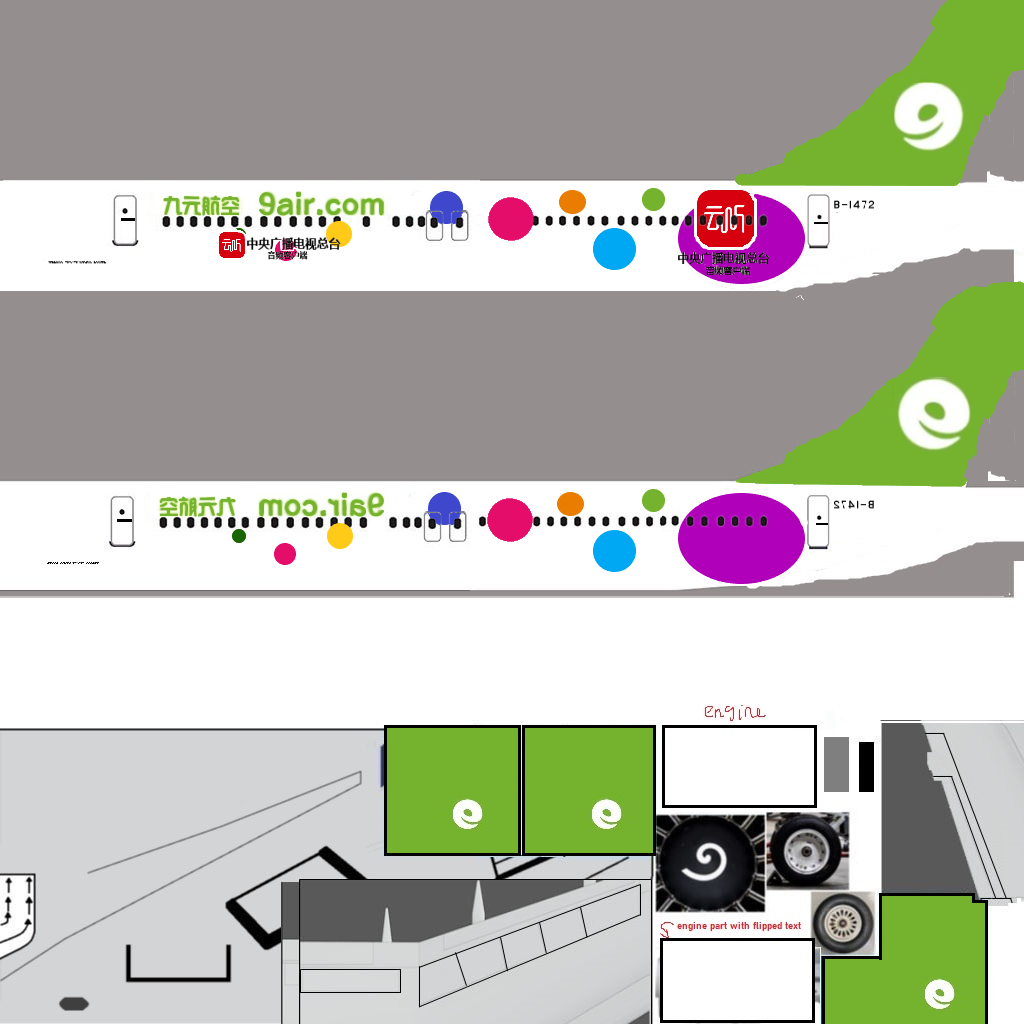 九元航空 9air.com
B-1472
云听 中央广播电视总台
音频客户端
云听
中央广播电视总台
音频客户端
九元航空 9air.com
B-1472
engine
engine part with flipped text